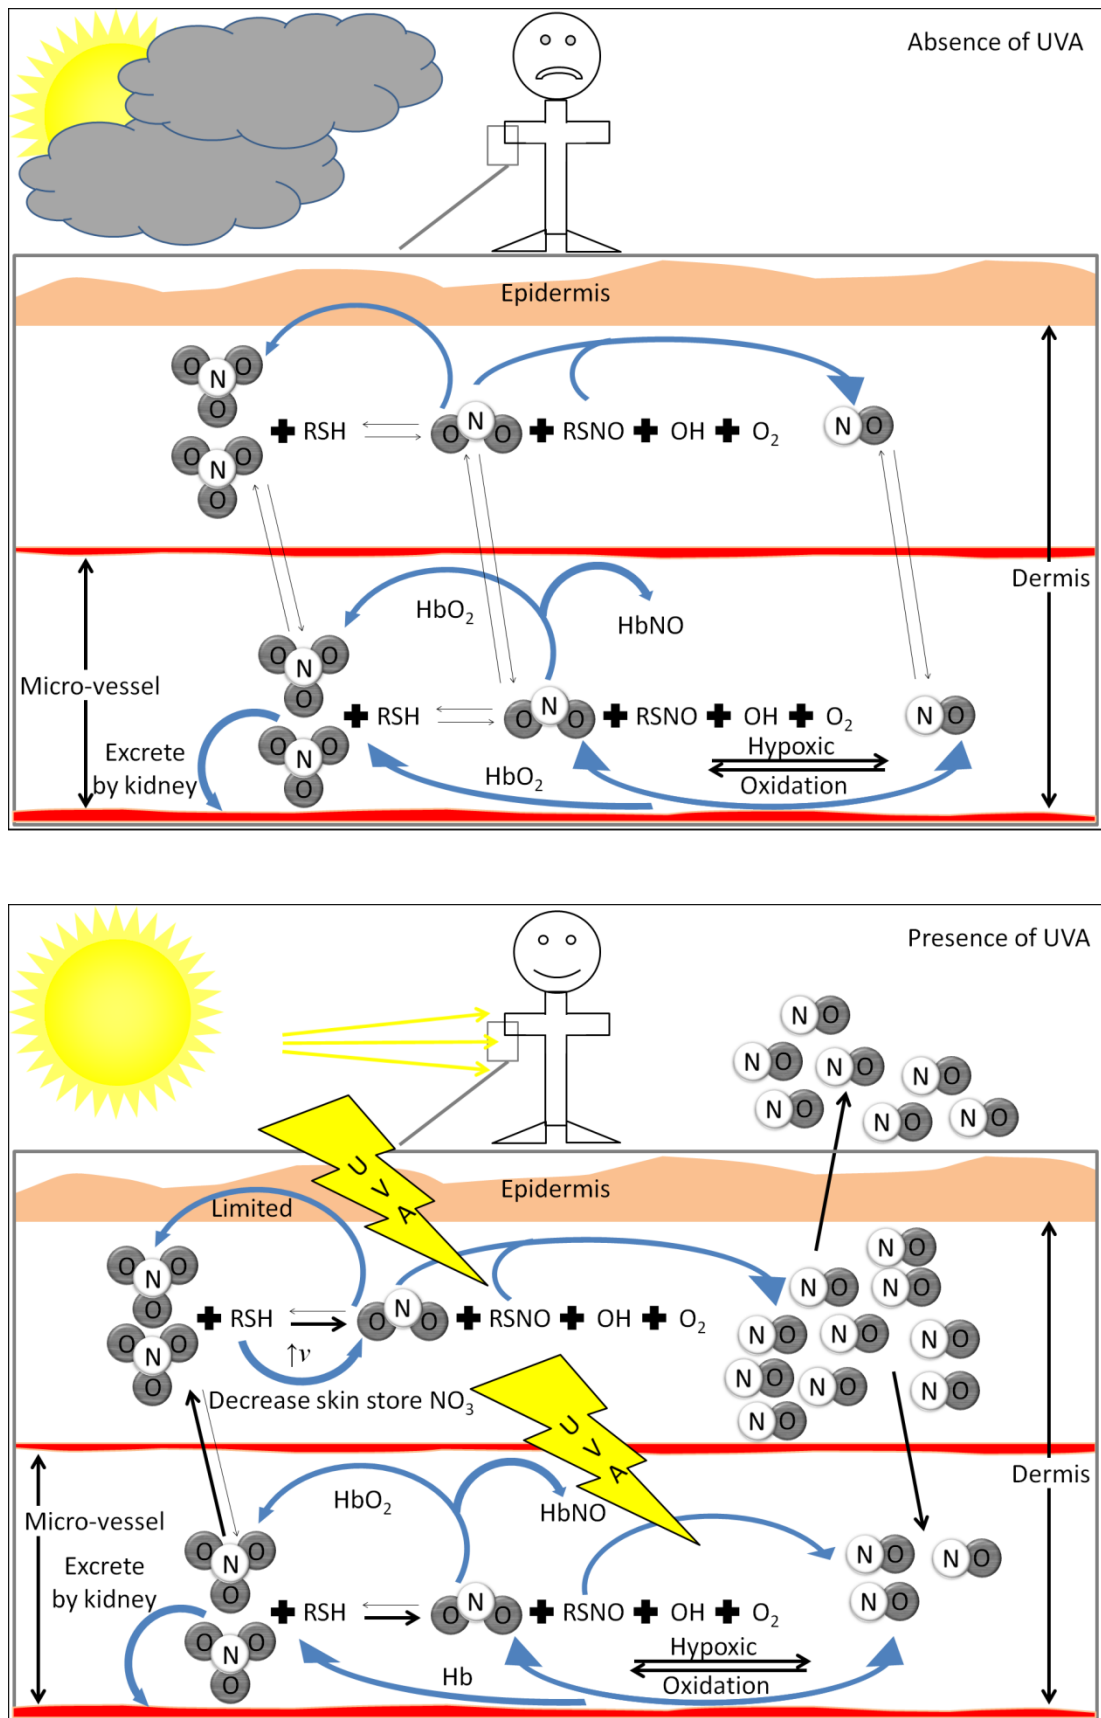 Absence of UVA
Epidermis
O O
N
O
O O
N
O
+ RSH
O N O + RSNO + OH + O₂
N O
Dermis
HbO₂
HbNO
Micro-vessel
O O
N
O
O O
N
O
+ RSH
O N O + RSNO + OH + O₂
N O
Excrete
by kidney
HbO₂
Hypoxic
Oxidation
Presence of UVA
N O
N O
N O
N O
N O
N O
N O
UVA
Epidermis
Limited
O O
N
O
O O
N
O
+ RSH
O N O + RSNO + OH + O₂
↑v
Decrease skin store NO₃
N O
N O
N O
N O
N O
N O
N O
N O
N O
N O
UVA
Dermis
HbO₂
HbNO
Micro-vessel
Excrete
by kidney
O O
N
O
O O
N
O
+ RSH
O N O + RSNO + OH + O₂
N O
N O
N O
Hb
Hypoxic
Oxidation